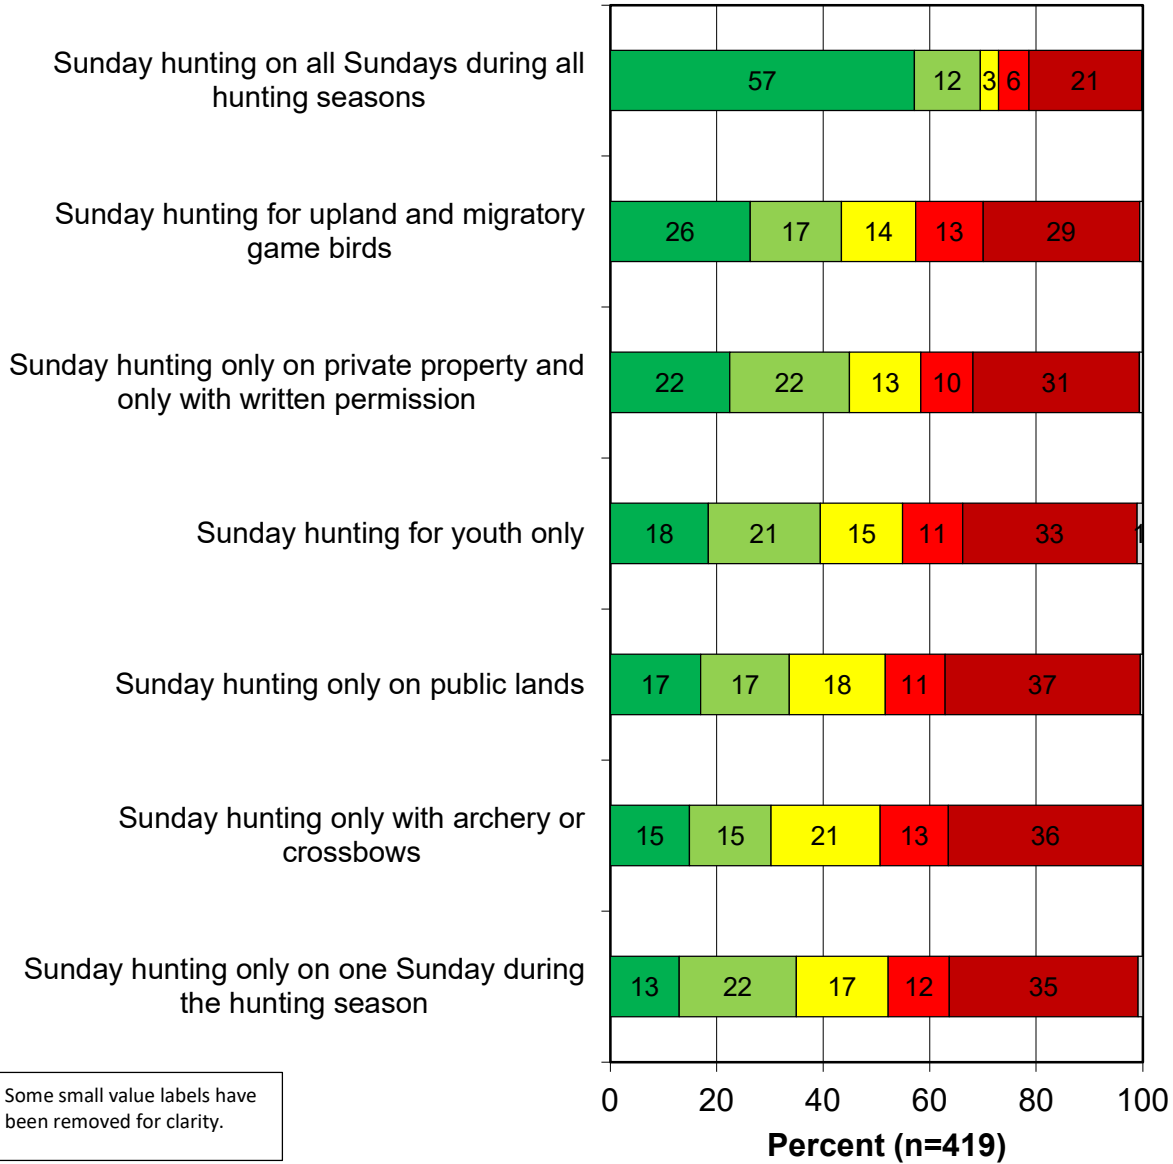 Sunday hunting on all Sundays during all
hunting seasons
57 12 3 6 21
Sunday hunting for upland and migratory
game birds
26 17 14 13 29
Sunday hunting only on private property and
only with written permission
22 22 13 10 31
Sunday hunting for youth only
18 21 15 11 33 1
Sunday hunting only on public lands
17 17 18 11 37
Sunday hunting only with archery or
crossbows
15 15 21 13 36
Sunday hunting only on one Sunday during
the hunting season
13 22 17 12 35
Some small value labels have
been removed for clarity.
0 20 40 60 80 100
Percent (n=419)